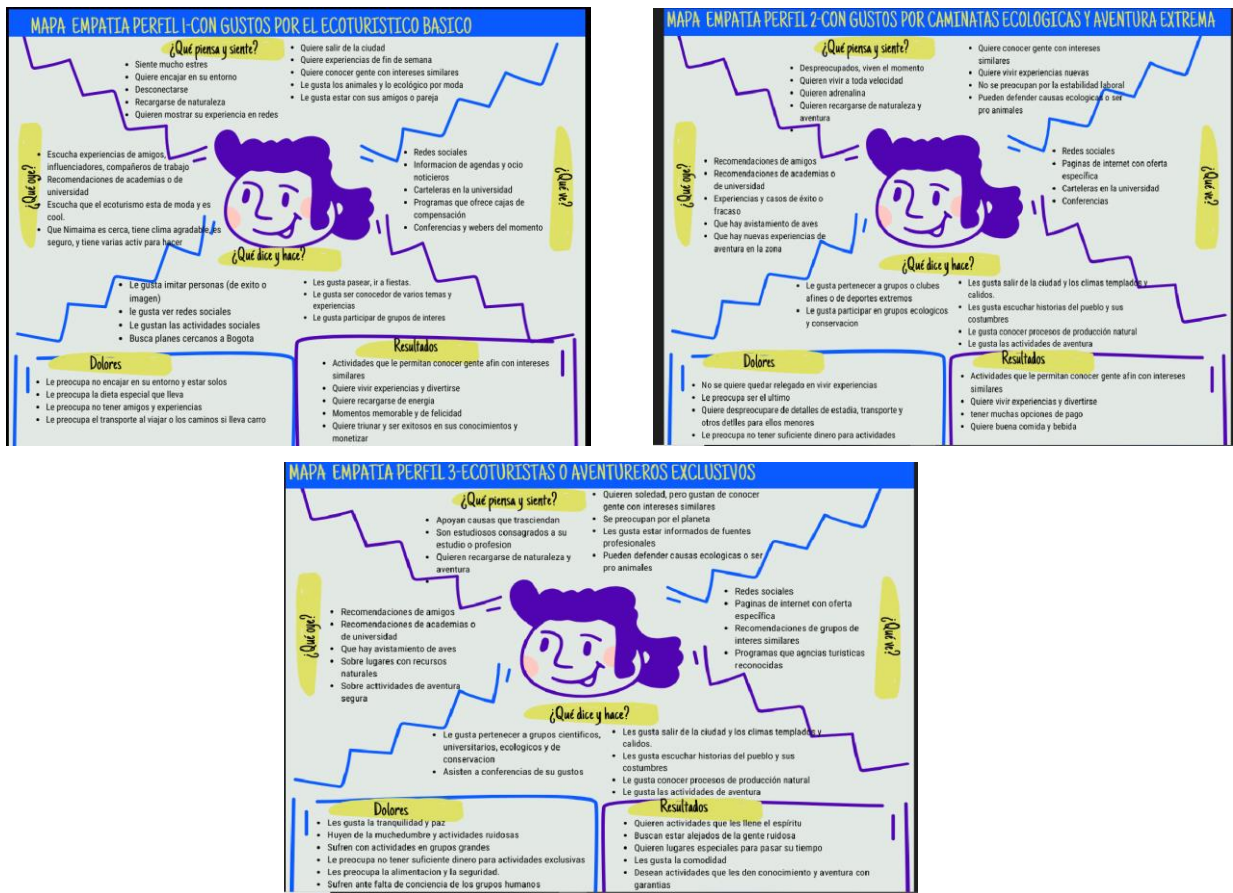 MAPA EMPATIA PERFIL 1-CON GUSTOS POR EL ECOTURISTICO BASICO
¿Qué piensa y siente?
• Siente mucho estres
• Quiere encajar en su entorno
• Desconectarse
• Recargarse de naturaleza
• Quieren mostrar su experiencia en redes
• Quiere salir de la ciudad
• Quiere experiencias de fin de semana
• Quiere conocer gente con intereses similares
• Le gusta los animales y lo ecológico por moda
• Le gusta estar con sus amigos o pareja
¿Qué oye?
• Escucha experiencias de amigos,
influenciadores, compañeros de trabajo
• Recomendaciones de academias o de
universidad
Escucha que el ecoturismo esta de moda y es
cool.
• Que Nimaima es cerca, tiene clima agradable, es
seguro, y tiene varias activ para hacer
• Redes sociales
• Informacion de agendas y ocio
noticieros
• Carteleras en la universidad
• Programas que ofrece cajas de
compensación
• Conferencias y webers del momento
¿Qué ve?
¿Qué dice y hace?
• Le gusta imitar personas (de exito o
imagen)
• le gusta ver redes sociales
• Le gustan las actividades sociales
• Busca planes cercanos a Bogota
• Les gusta pasear, ir a fiestas.
• Le gusta ser conocedor de varios temas y
experiencias
• Le gusta participar de grupos de interes
Dolores
• Le preocupa no encajar en su entorno y estar solos
• Le preocupa la dieta especial que lleva
• Le preocupa no tener amigos y experiencias
• Le preocupa el transporte al viajar o los caminos si lleva carro
Resultados
• Actividades que le permitan conocer gente afin con intereses
similares
• Quiere vivir experiencias y divertirse
• Quiere recargarse de energia
• Momentos memorable y de felicidad
• Quiere triunar y ser exitosos en sus conocimientos y
monetizar
MAPA EMPATIA PERFIL 2-CON GUSTOS POR CAMINATAS ECOLOGICAS Y AVENTURA EXTREMA
¿Qué piensa y siente?
• Despreocupados, viven el momento
• Quieren vivir a toda velocidad
• Quieren adrenalina
• Quieren recargarse de naturaleza y
aventura
•
• Quiere conocer gente con intereses
similares
• Quiere vivir experiencias nuevas
• No se preocupan por la estabilidad laboral
• Pueden defender causas ecologicas o ser
pro animales
¿Qué oye?
• Recomendaciones de amigos
• Recomendaciones de academias o
de universidad
• Experiencias y casos de éxito o
fracaso
• Que hay avistamiento de aves
• Que hay nuevas experiencias de
aventura en la zona
• Redes sociales
• Paginas de internet con oferta
específica
• Carteleras en la universidad
• Conferencias
¿Qué ve?
¿Qué dice y hace?
• Le gusta pertenecer a grupos o clubes
afines o de deportes extremos
• Le gusta participar en grupos ecologicos
y conservacion
• Les gusta salir de la ciudad y los climas templados y
calidos.
• Les gusta escuchar historias del pueblo y sus
costumbres
• Le gusta conocer procesos de producción natural
• Le gusta las actividades de aventura
Dolores
• No se quiere quedar relegado en vivir experiencias
• Le preocupa ser el ultimo
• Quiere despreocupare de detalles de estadia, transporte y
otros detlles para ellos menores
• Le preocupa no tener suficiente dinero para actividades
Resultados
• Actividades que le permitan conocer gente afin con intereses
similares
• Quiere vivir experiencias y divertirse
• tener muchas opciones de pago
• Quiere buena comida y bebida
MAPA EMPATIA PERFIL 3-ECOTURISTAS O AVENTUREROS EXCLUSIVOS
¿Qué piensa y siente?
• Apoyan causas que trasciendan
• Son estudiosos consagrados a su
estudio o profesion
• Quieren recargarse de naturaleza y
aventura
•
• Quieren soledad, pero gustan de conocer
gente con intereses similares
• Se preocupan por el planeta
• Les gusta estar informados de fuentes
profesionales
• Pueden defender causas ecologicas o ser
pro animales
¿Qué oye?
• Recomendaciones de amigos
• Recomendaciones de academias o
de universidad
• Que hay avistamiento de aves
• Sobre lugares con recursos
naturales
• Sobre acttividades de aventura
segura
• Redes sociales
• Paginas de internet con oferta
específica
• Recomendaciones de grupos de
interes similares
• Programas que agncias turisticas
reconocidas
¿Qué ve?
¿Qué dice y hace?
• Le gusta pertenecer a grupos cientificos,
universitarios, ecologicos y de
conservacion
• Asisten a conferencias de su gustos
• Les gusta salir de la ciudad y los climas templados y
calidos.
• Les gusta escuchar historias del pueblo y sus
costumbres
• Le gusta conocer procesos de producción natural
• Le gusta las actividades de aventura
Dolores
• Les gusta la tranquilidad y paz
• Huyen de la muchedumbre y actividades ruidosas
• Sufren con actividades en grupos grandes
• Le preocupa no tener suficiente dinero para actividades exclusivas
• Les preocupa la alimentacion y la seguridad.
• Sufren ante falta de conciencia de los grupos humanos
Resultados
• Quieren actividades que les llene el espíritu
• Buscan estar alejados de la gente ruidosa
• Quieren lugares especiales para pasar su tiempo
• Les gusta la comodidad
• Desean actividades que les den conocimiento y aventura con
garantias